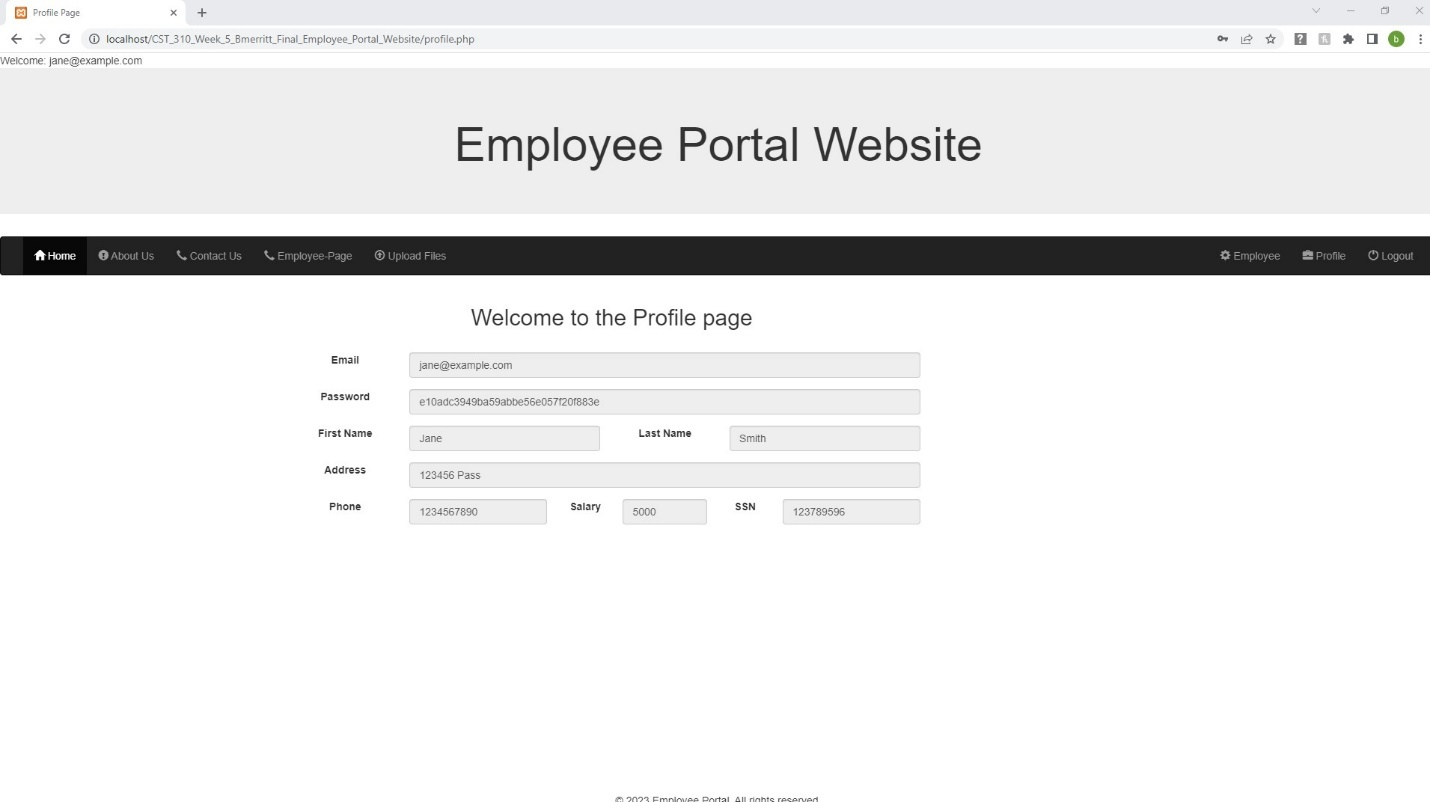 Profile Page
localhost/CST_310_Week_5_Bmerritt_Final_Employee_Portal_Website/profile.php
b
Welcome: jane@example.com
Employee Portal Website
Home About Us Contact Us Employee-Page Upload Files Employee Profile Logout
Welcome to the Profile page
Email jane@example.com
Password e10adc3949ba59abbe56e057f20f883e
First Name Jane Last Name Smith
Address 123456 Pass
Phone 1234567890 Salary 5000 SSN 123789596
© 2023 Employee Portal. All rights reserved